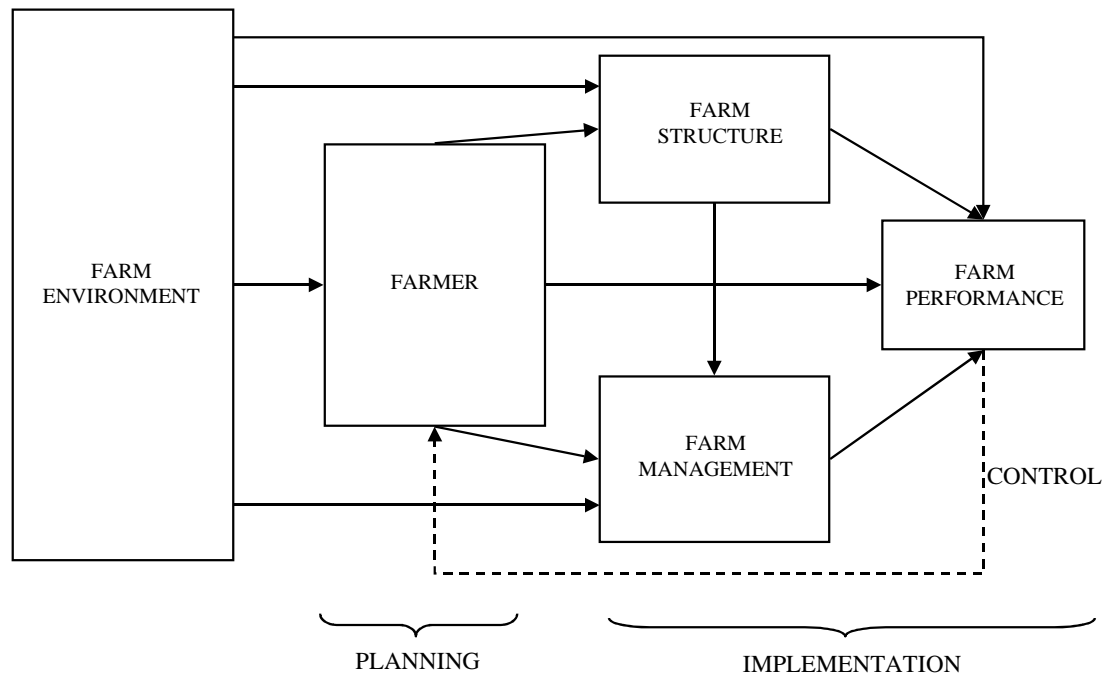 FARM
STRUCTURE
FARM
ENVIRONMENT
FARMER
FARM
PERFORMANCE
FARM
MANAGEMENT
CONTROL
PLANNING
IMPLEMENTATION